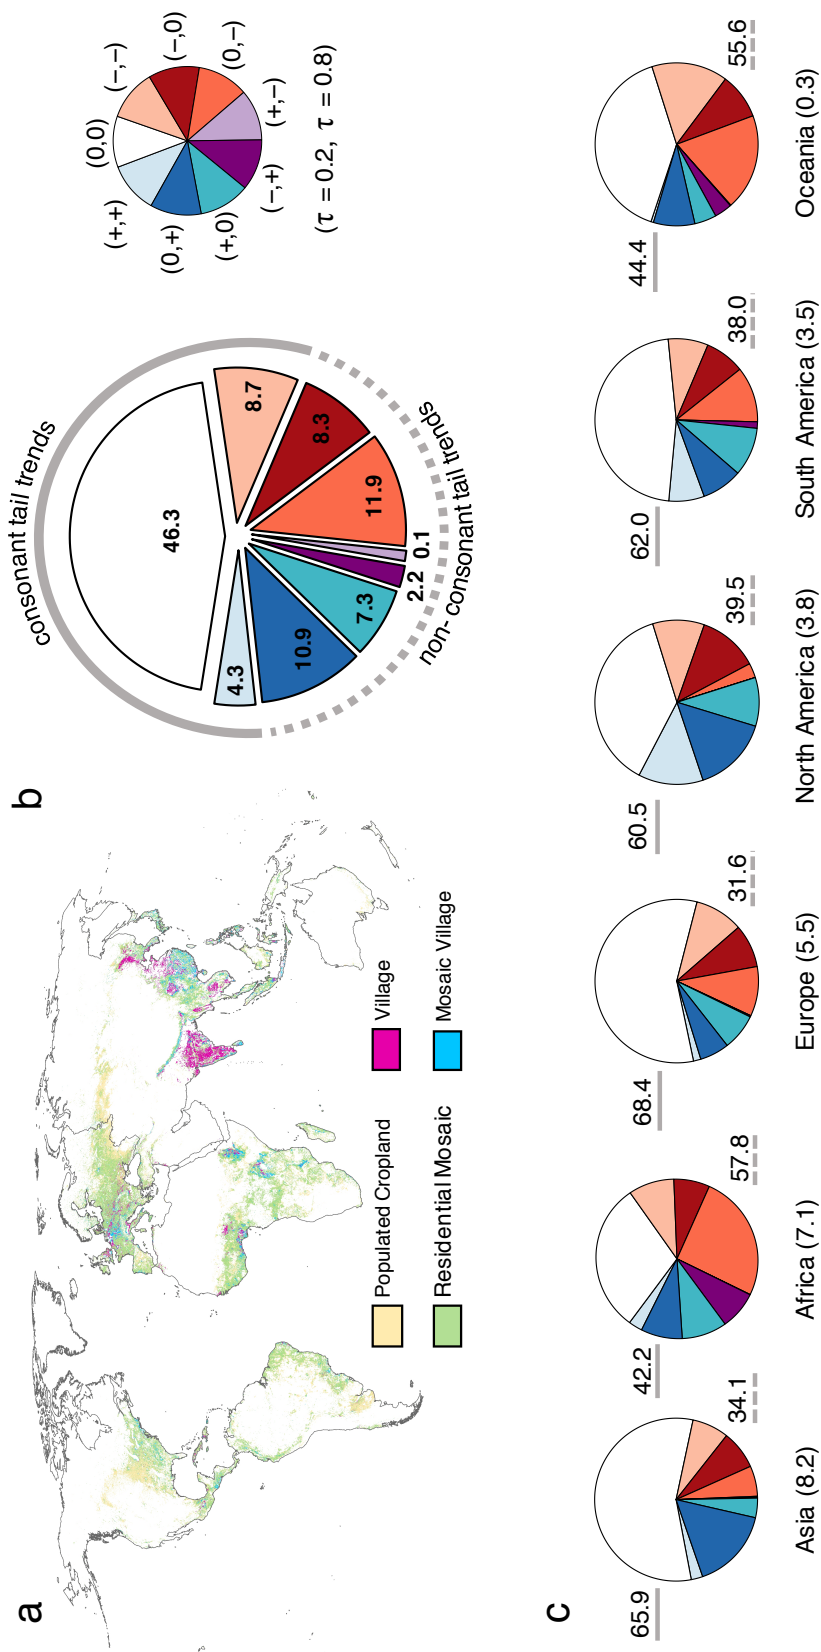 a
Populated Cropland
Village
Residential Mosaic
Mosaic Village
b
consonant tail trends
46.3
4.3
8.7
10.9
8.3
7.3
11.9
2.2
0.1
non- consonant tail trends
(0,0)
(+,+)
(−,−)
(0,+)
(−,0)
(+,0)
(0,−)
(−,+)
(+,−)
(τ = 0.2, τ = 0.8)
c
65.9
34.1
Asia (8.2)
42.2
57.8
Africa (7.1)
68.4
31.6
Europe (5.5)
60.5
39.5
North America (3.8)
62.0
38.0
South America (3.5)
44.4
55.6
Oceania (0.3)